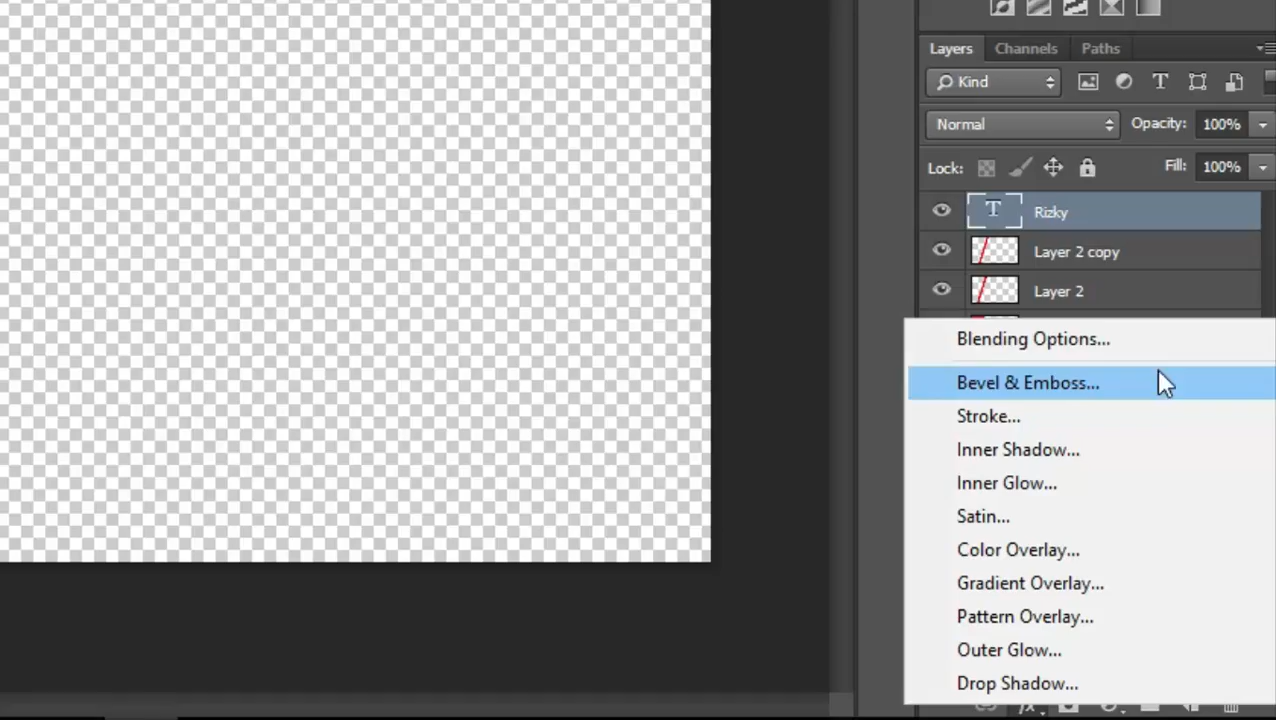 Layers Channels Paths
Kind
Normal Opacity: 100%
Lock: Fill: 100%
T Rizky
Layer 2 copy
Layer 2
Blending Options...
Bevel & Emboss...
Stroke...
Inner Shadow...
Inner Glow...
Satin...
Color Overlay...
Gradient Overlay...
Pattern Overlay...
Outer Glow...
Drop Shadow...